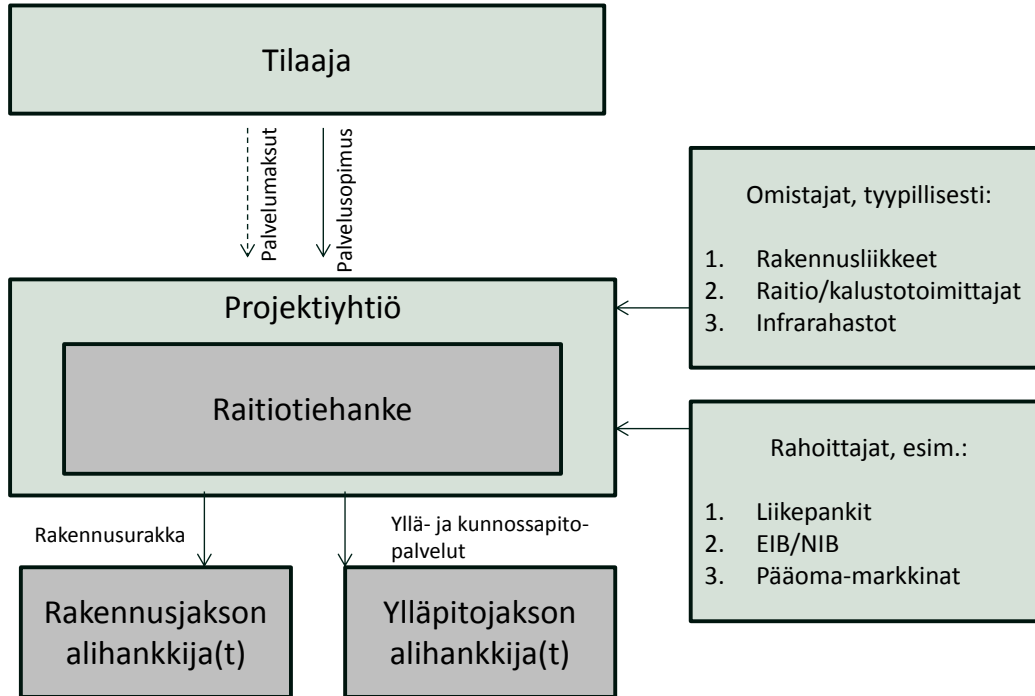 Tilaaja
Palvelumaksut
Palvelusopimus
Omistajat, tyypillisesti:
1. Rakennusliikkeet
2. Raitio/kalustotoimittajat
3. Infrarahastot
Projektiyhtiö
Raitiotiehanke
Rahoittajat, esim.:
1. Liikepankit
2. EIB/NIB
3. Pääoma-markkinat
Rakennusurakka
Yllä- ja kunnossapito-
palvelut
Rakennusjakson
alihankkija(t)
Ylläpitojakson
alihankkija(t)